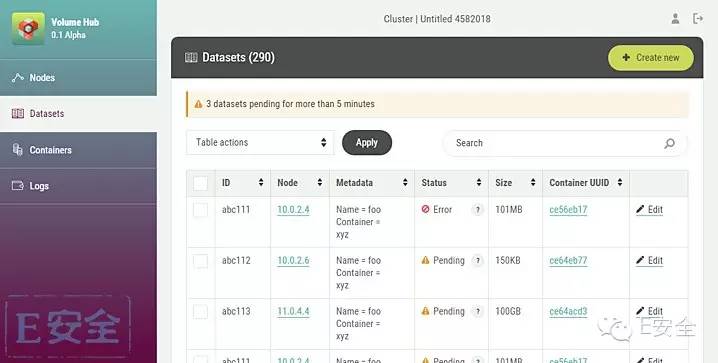 Volume Hub
0.1 Alpha
Cluster | Untitled 4582018
Nodes
Datasets
Containers
Logs
Datasets (290)
+ Create new
3 datasets pending for more than 5 minutes
Table actions
Apply
Search
ID Node Metadata Status Size Container UUID
abc111 10.0.2.4 Name = foo Error ? 101MB ce56eb17 Edit
Container =
xyz
abc112 10.0.2.6 Name = foo Pending ? 150KB ce64eb77 Edit
Container =
xyz
abc113 11.0.4.4 Name = foo Pending ? 100GB ce64acd3 Edit
Container =
xyz
abc111 10.0.2.4 Name = foo Pending ? 101MB ce56eb17 Edit
E安全
E安全